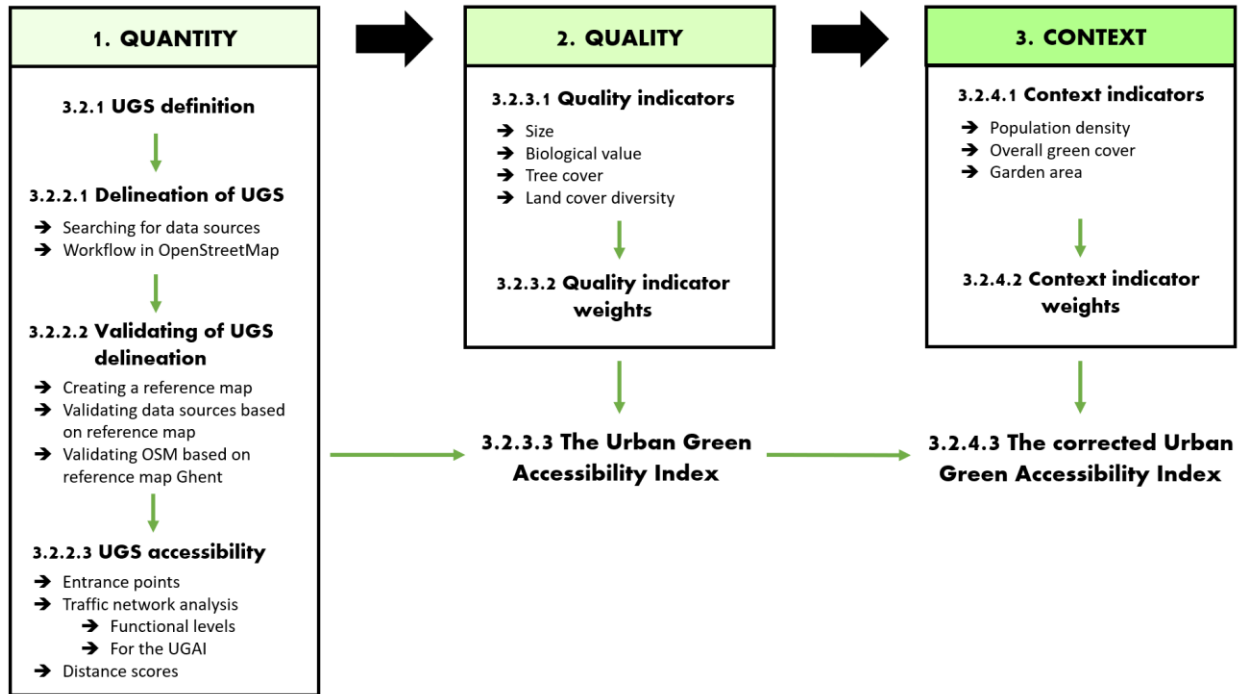 1. QUANTITY
3.2.1 UGS definition
3.2.2.1 Delineation of UGS
➔ Searching for data sources
➔ Workflow in OpenStreetMap
3.2.2.2 Validating of UGS
delineation
➔ Creating a reference map
➔ Validating data sources based
on reference map
➔ Validating OSM based on
reference map Ghent
3.2.2.3 UGS accessibility
➔ Entrance points
➔ Traffic network analysis
➔ Functional levels
➔ For the UGAI
➔ Distance scores
2. QUALITY
3.2.3.1 Quality indicators
➔ Size
➔ Biological value
➔ Tree cover
➔ Land cover diversity
3.2.3.2 Quality indicator
weights
3.2.3.3 The Urban Green
Accessibility Index
3. CONTEXT
3.2.4.1 Context indicators
➔ Population density
➔ Overall green cover
➔ Garden area
3.2.4.2 Context indicator
weights
3.2.4.3 The corrected Urban
Green Accessibility Index